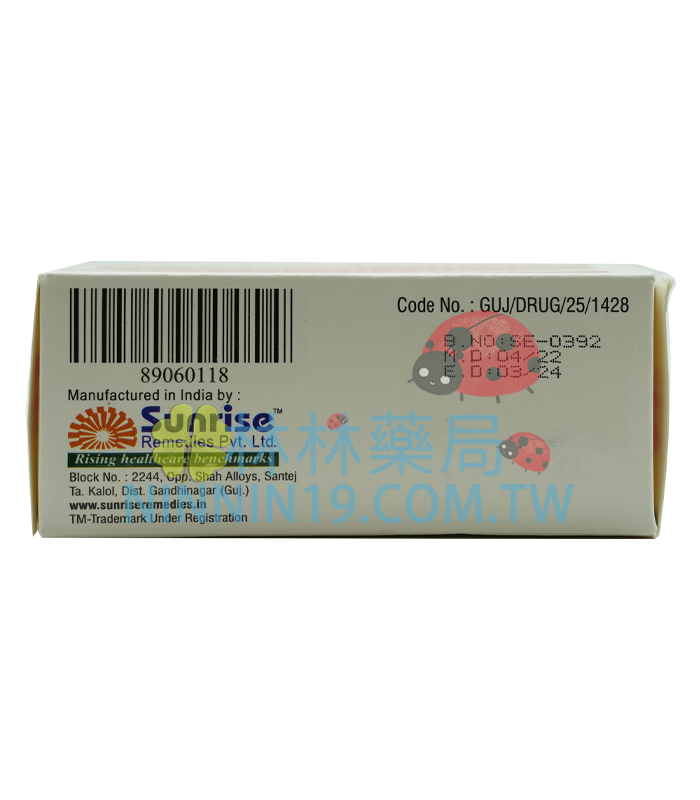 Code No. : GUJ/DRUG/25/1428
B.NO:SE-0392
M.D:04/22
E.D:03/24
89060118
Manufactured in India by :
Sunrise™
Remedies Pvt. Ltd.
Rising healthcare benchmarks
Block No. : 2244, Opp. Shah Alloys, Santej
Ta. Kalol, Dist. Gandhinagar (Guj.)
www.sunriseremedies.in
TM-Trademark Under Registration
林林藥局